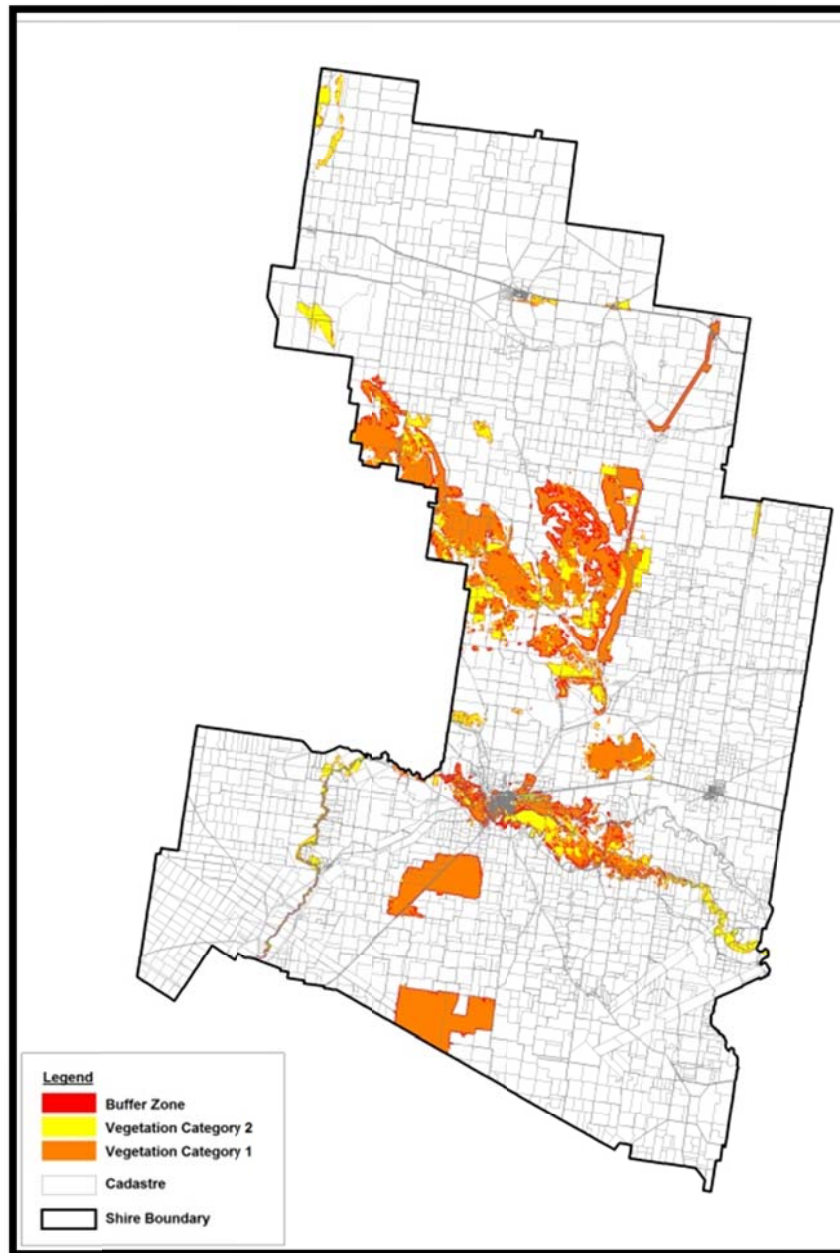 Legend
Buffer Zone
Vegetation Category 2
Vegetation Category 1
Cadastre
Shire Boundary